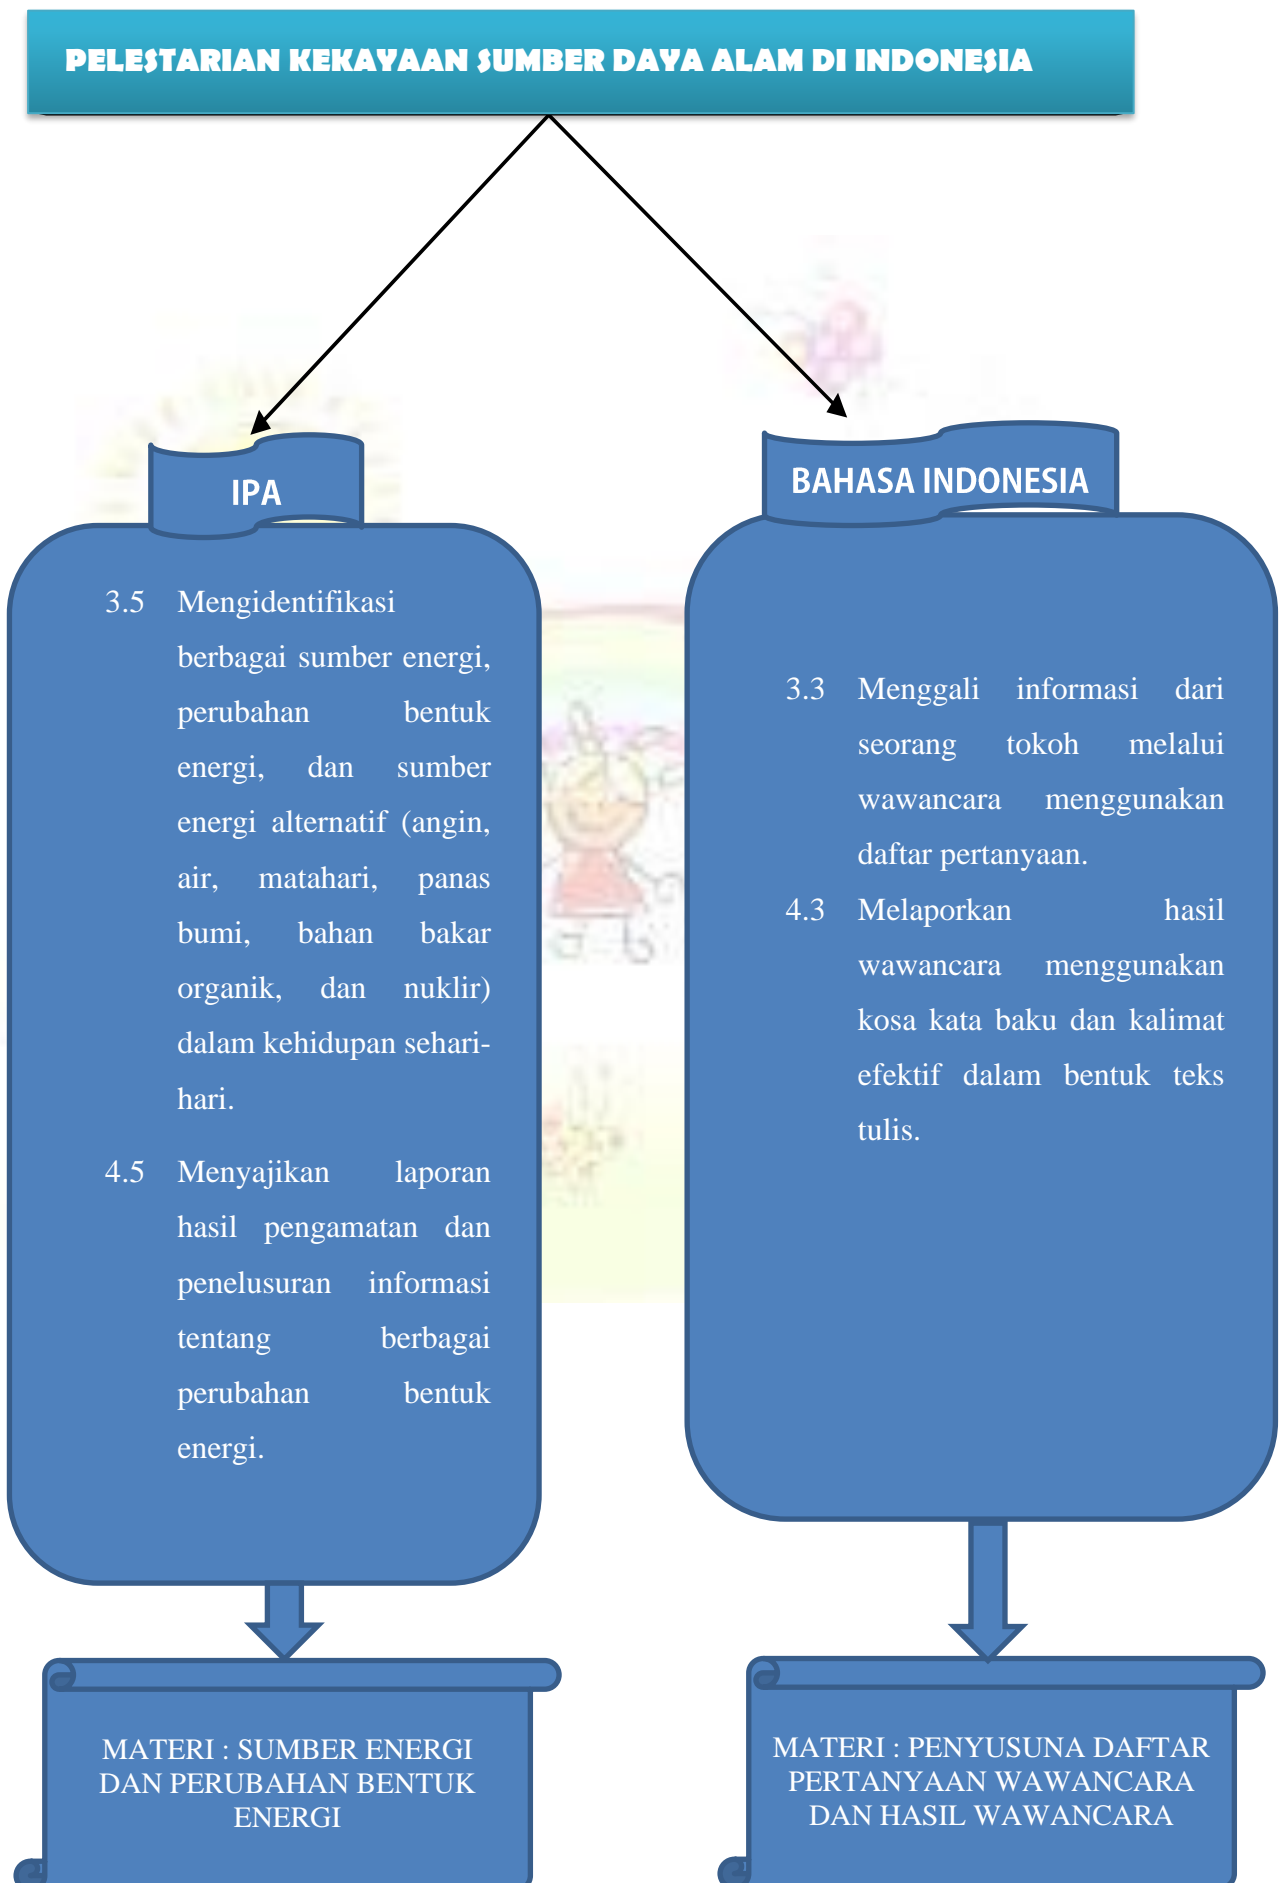 PELESTARIAN KEKAYAAN SUMBER DAYA ALAM DI INDONESIA
IPA
3.5 Mengidentifikasi
berbagai sumber energi,
perubahan bentuk
energi, dan sumber
energi alternatif (angin,
air, matahari, panas
bumi, bahan bakar
organik, dan nuklir)
dalam kehidupan sehari-
hari.
4.5 Menyajikan laporan
hasil pengamatan dan
penelusuran informasi
tentang berbagai
perubahan bentuk
energi.
MATERI : SUMBER ENERGI
DAN PERUBAHAN BENTUK
ENERGI
BAHASA INDONESIA
3.3 Menggali informasi dari
seorang tokoh melalui
wawancara menggunakan
daftar pertanyaan.
4.3 Melaporkan hasil
wawancara menggunakan
kosa kata baku dan kalimat
efektif dalam bentuk teks
tulis.
MATERI : PENYUSUNA DAFTAR
PERTANYAAN WAWANCARA
DAN HASIL WAWANCARA